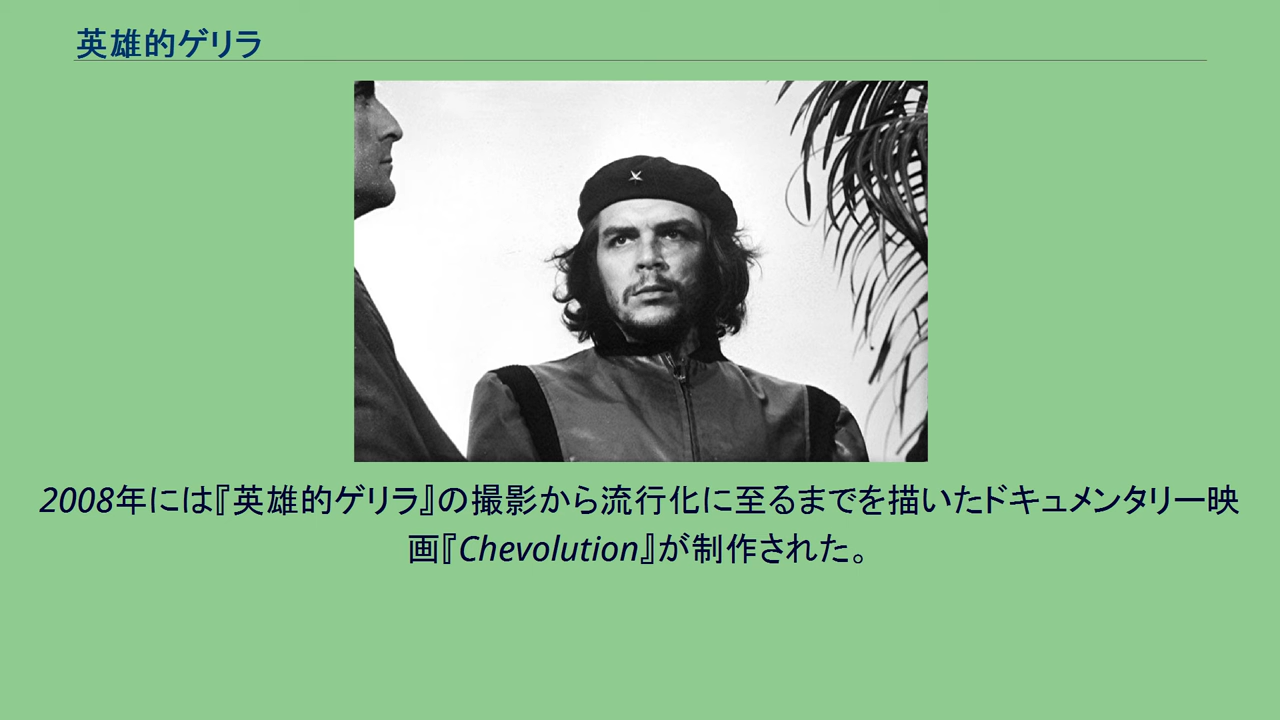 英雄的ゲリラ
2008年には『英雄的ゲリラ』の撮影から流行化に至るまでを描いたドキュメンタリー映
画『Chevolution』が制作された。